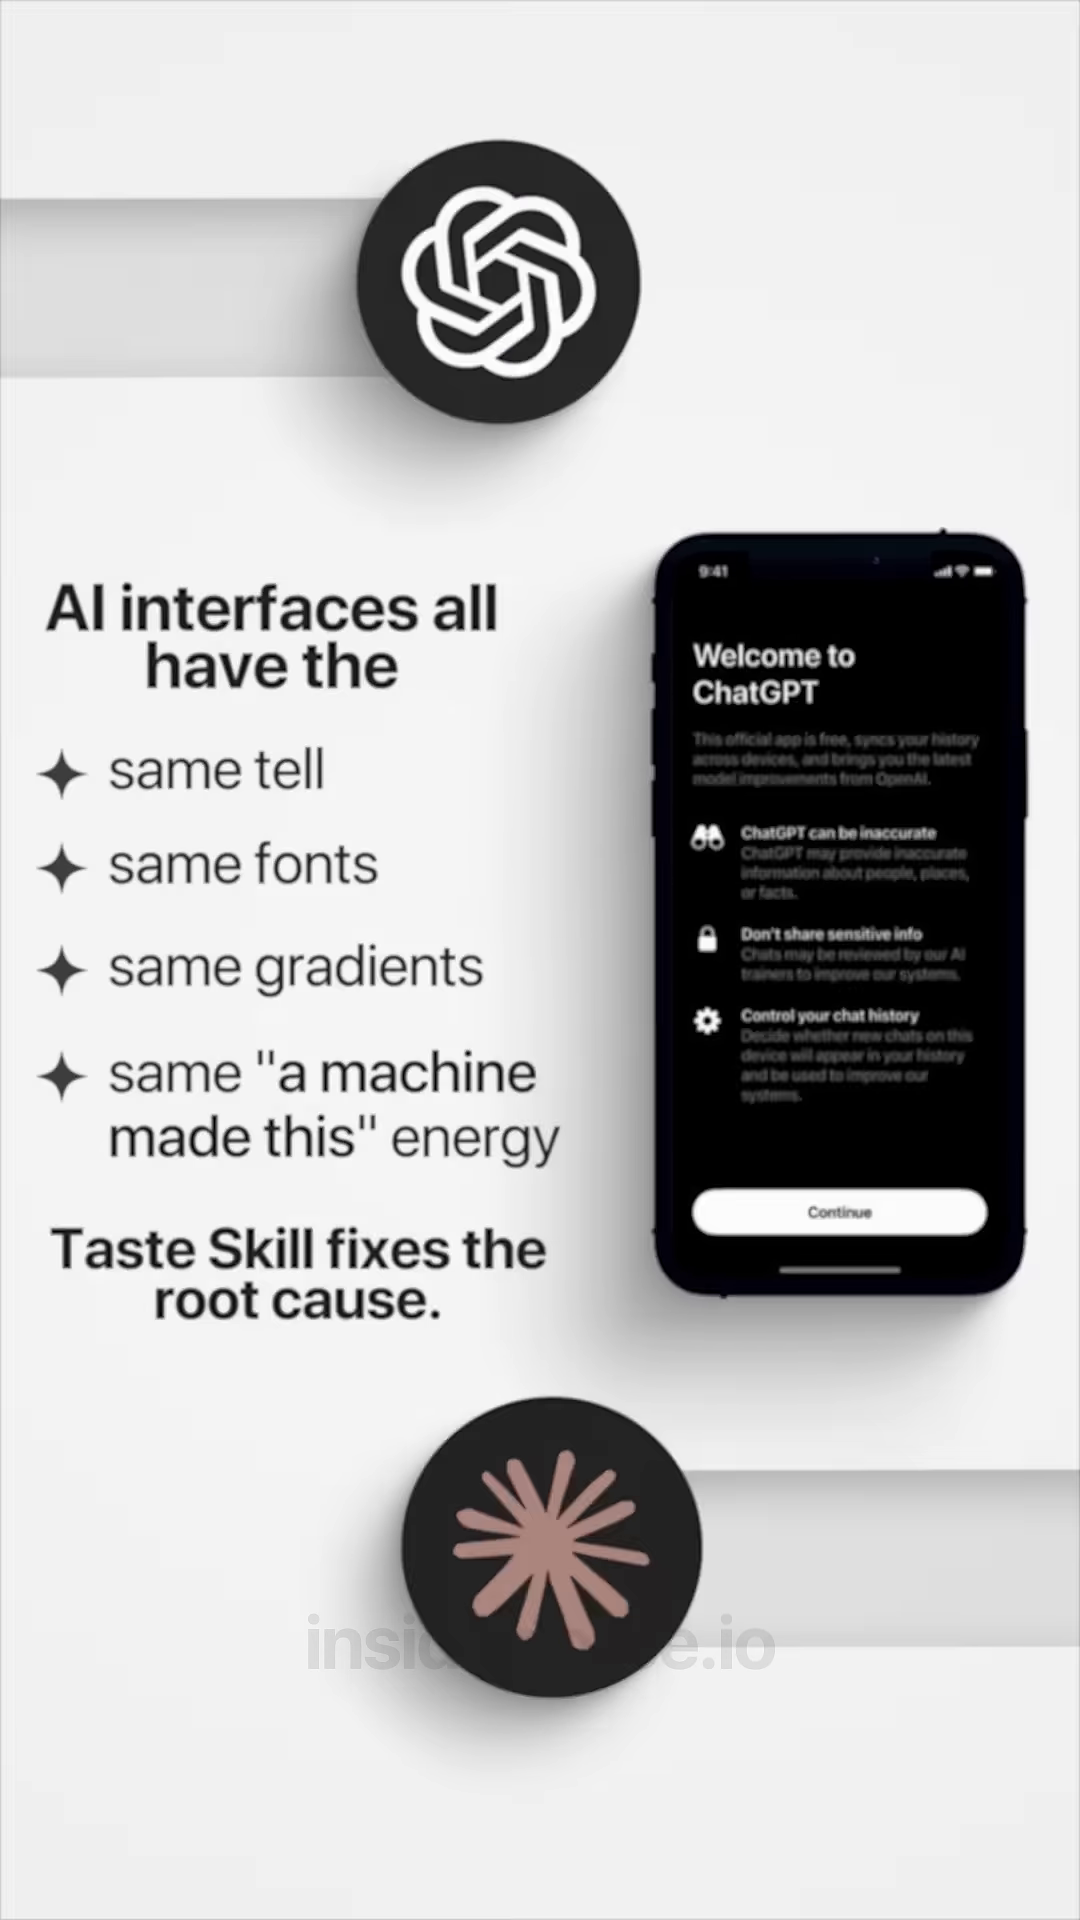 AI interfaces all
have the
same tell
same fonts
same gradients
same "a machine
made this" energy
Taste Skill fixes the
root cause.
9:41
Welcome to
ChatGPT
This official app is free, syncs your history
across devices, and brings you the latest
model improvements from OpenAI.
ChatGPT can be inaccurate
ChatGPT may provide inaccurate
information about people, places,
or facts.
Don't share sensitive info
Chats may be reviewed by our AI
trainers to improve our systems.
Control your chat history
Decide whether new chats on this
device will appear in your history
and be used to improve our
systems.
Continue